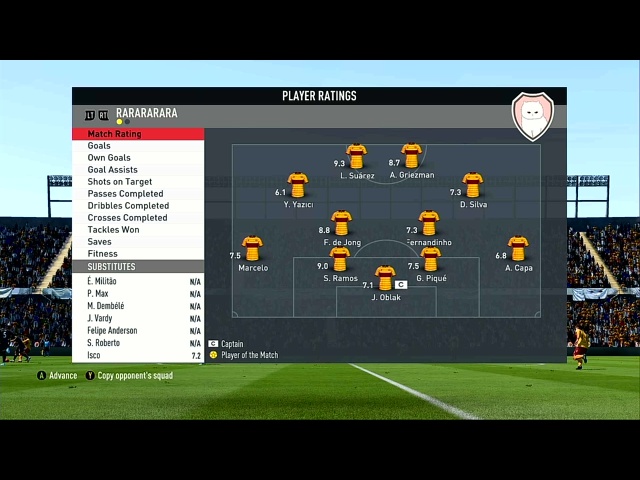 PLAYER RATINGS
LT RT RARARARARA
Match Rating
Goals
Own Goals
Goal Assists
Shots on Target
Passes Completed
Dribbles Completed
Crosses Completed
Tackles Won
Saves
Fitness
SUBSTITUTES
É. Militão N/A
P. Max N/A
M. Dembélé N/A
J. Vardy N/A
Felipe Anderson N/A
S. Roberto N/A
Isco 7.2
9.3 L. Suárez
8.7 A. Griezman
6.1 Y. Yazici
7.3 D. Silva
8.8 F. de Jong
7.3 Fernandinho
7.5 Marcelo
9.0 S. Ramos
7.5 G. Piqué
6.8 A. Capa
7.1 C J. Oblak
C Captain
Player of the Match
A Advance Y Copy opponent's squad